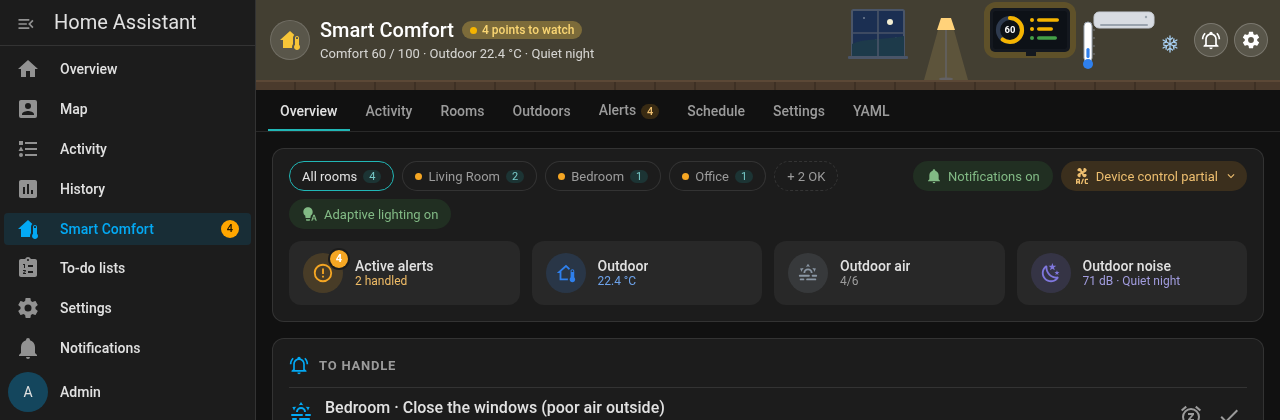 Home Assistant
Overview
Map
Activity
History
Smart Comfort 4
To-do lists
Settings
Notifications
A Admin
Smart Comfort 4 points to watch
Comfort 60 / 100 · Outdoor 22.4 °C · Quiet night
60
Overview Activity Rooms Outdoors Alerts 4 Schedule Settings YAML
All rooms 4 Living Room 2 Bedroom 1 Office 1 + 2 OK Notifications on A/C Device control partial
Adaptive lighting on
4 Active alerts
2 handled
Outdoor
22.4 °C
Outdoor air
4/6
Outdoor noise
71 dB · Quiet night
TO HANDLE
Bedroom · Close the windows (poor air outside)